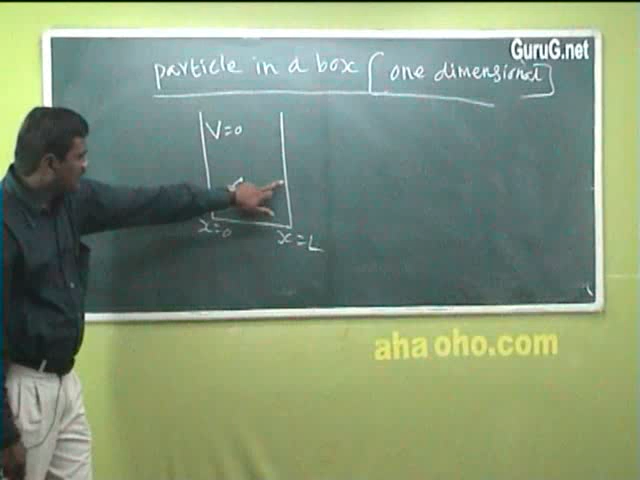 GuruG.net
particle in a box [one dimensional]
V=0
x=0
x=L
aha oho.com